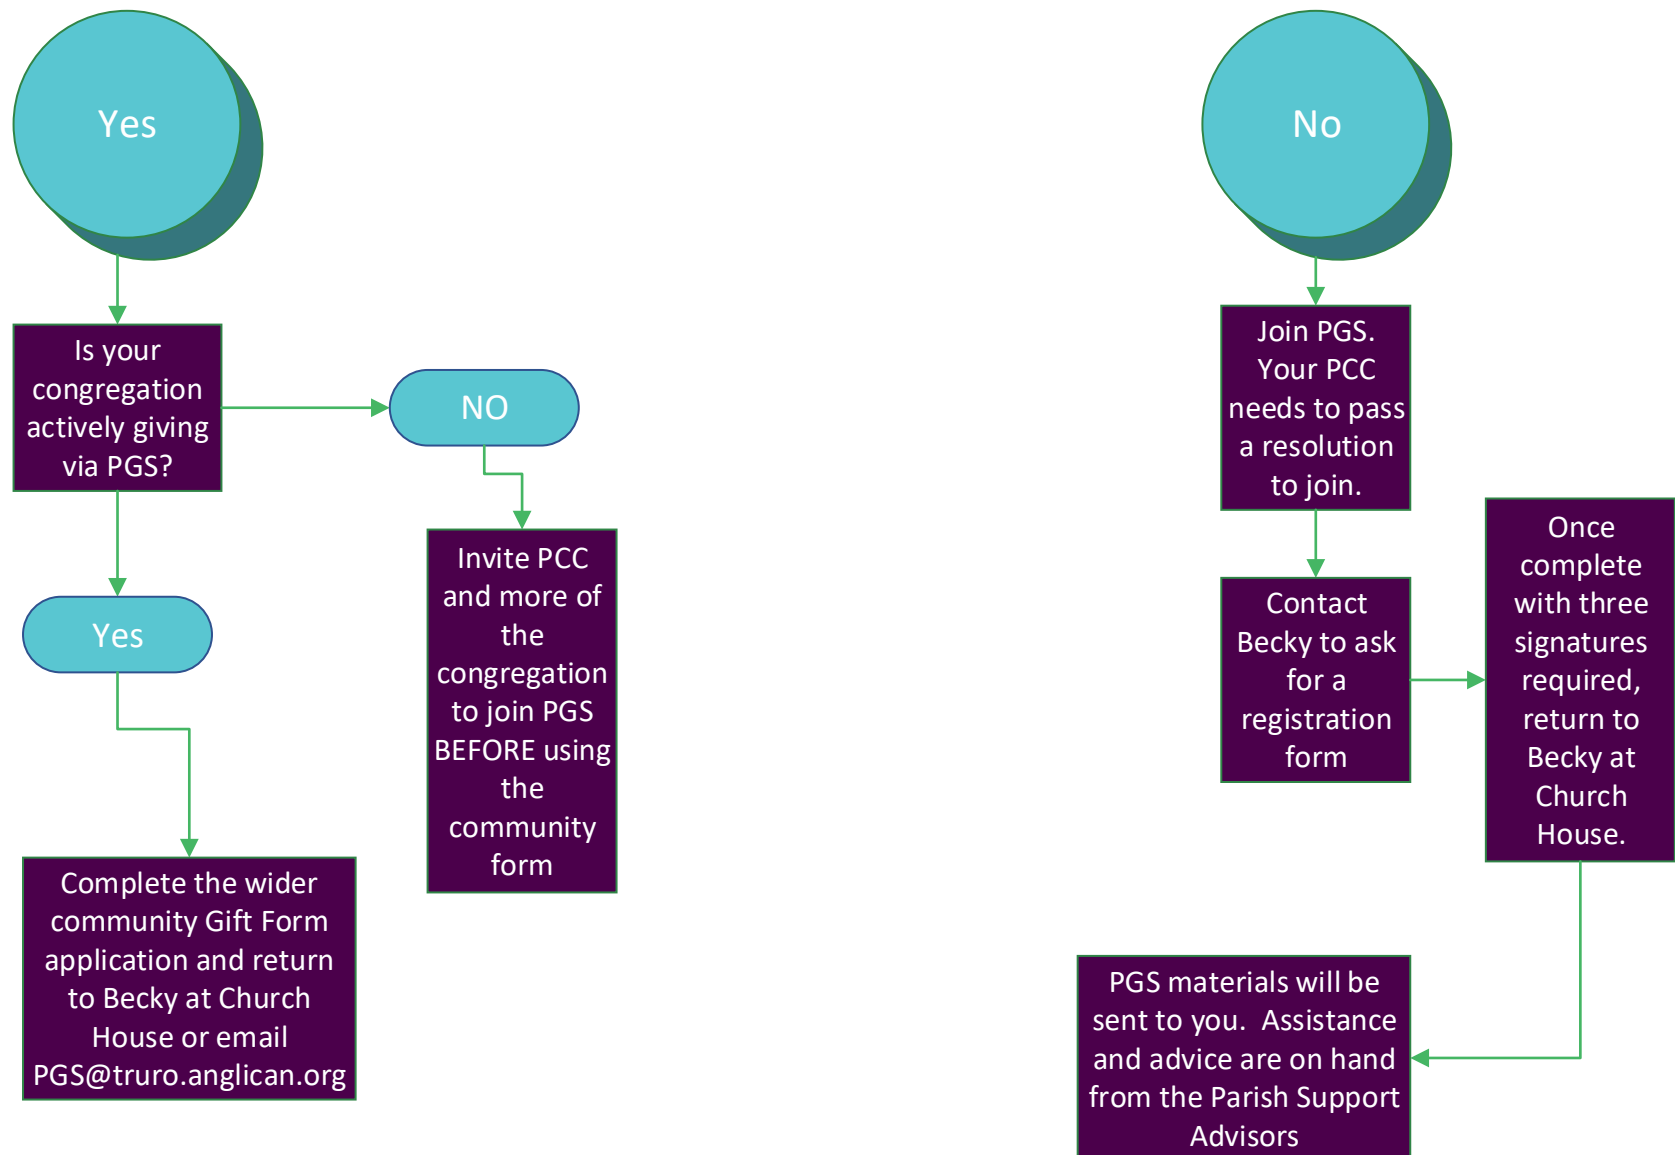 Yes
Is your
congregation
actively giving
via PGS?
NO
Invite PCC
and more of
the
congregation
to join PGS
BEFORE using
the
community
form
Yes
Complete the wider
community Gift Form
application and return
to Becky at Church
House or email
PGS@truro.anglican.org
No
Join PGS.
Your PCC
needs to pass
a resolution
to join.
Contact
Becky to ask
for a
registration
form
Once
complete
with three
signatures
required,
return to
Becky at
Church
House.
PGS materials will be
sent to you.  Assistance
and advice are on hand
from the Parish Support
Advisors